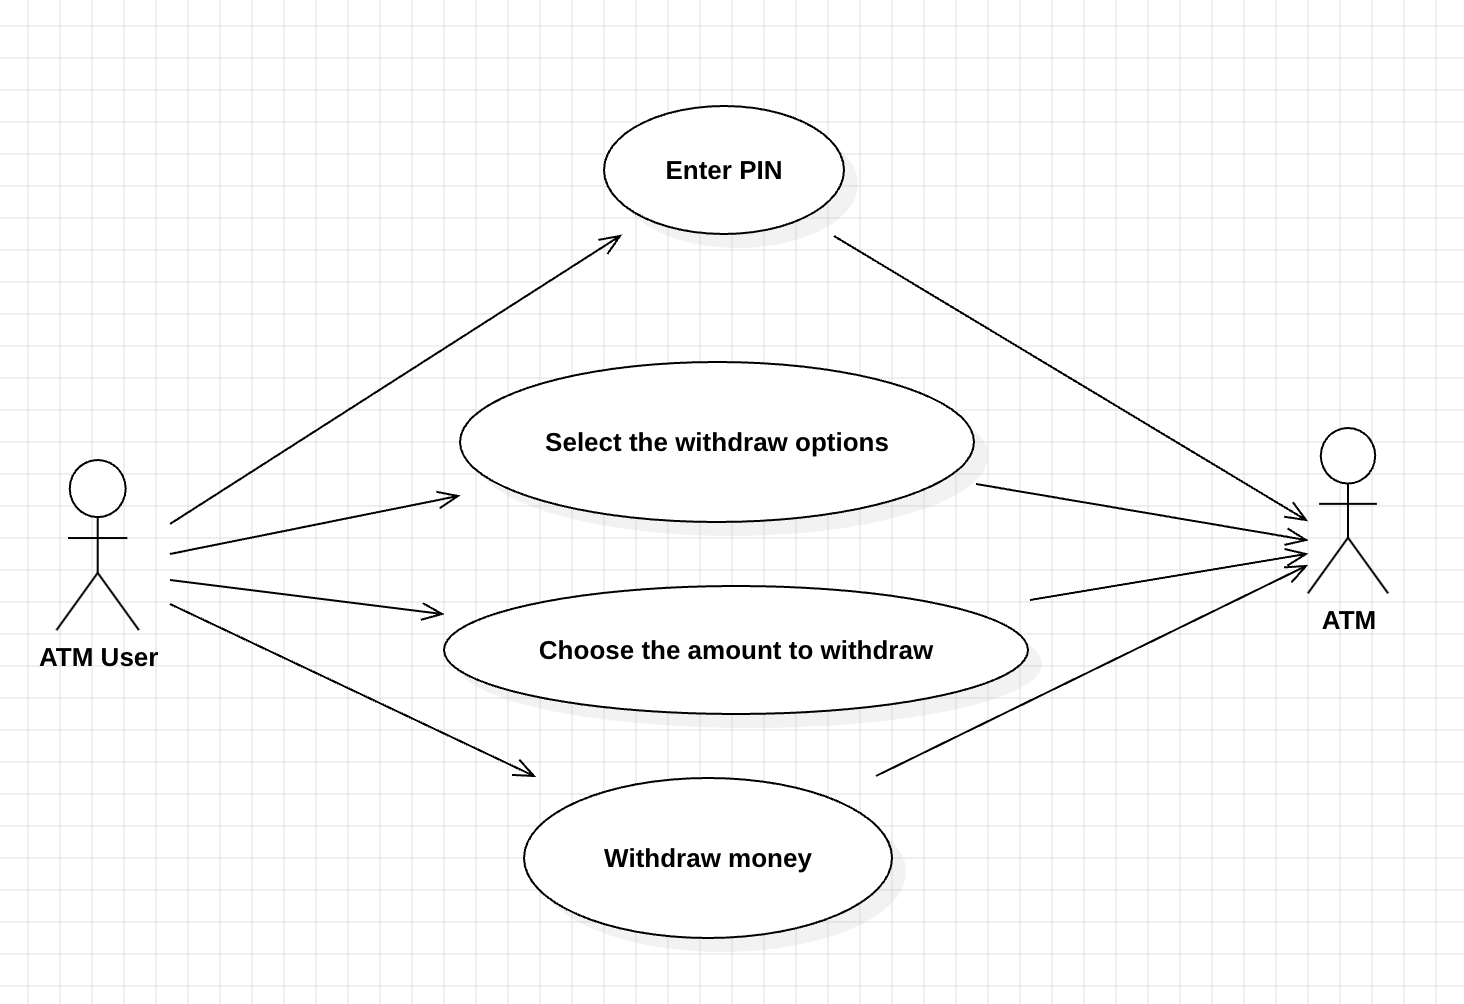 Enter PIN
Select the withdraw options
ATM User
ATM
Choose the amount to withdraw
Withdraw money